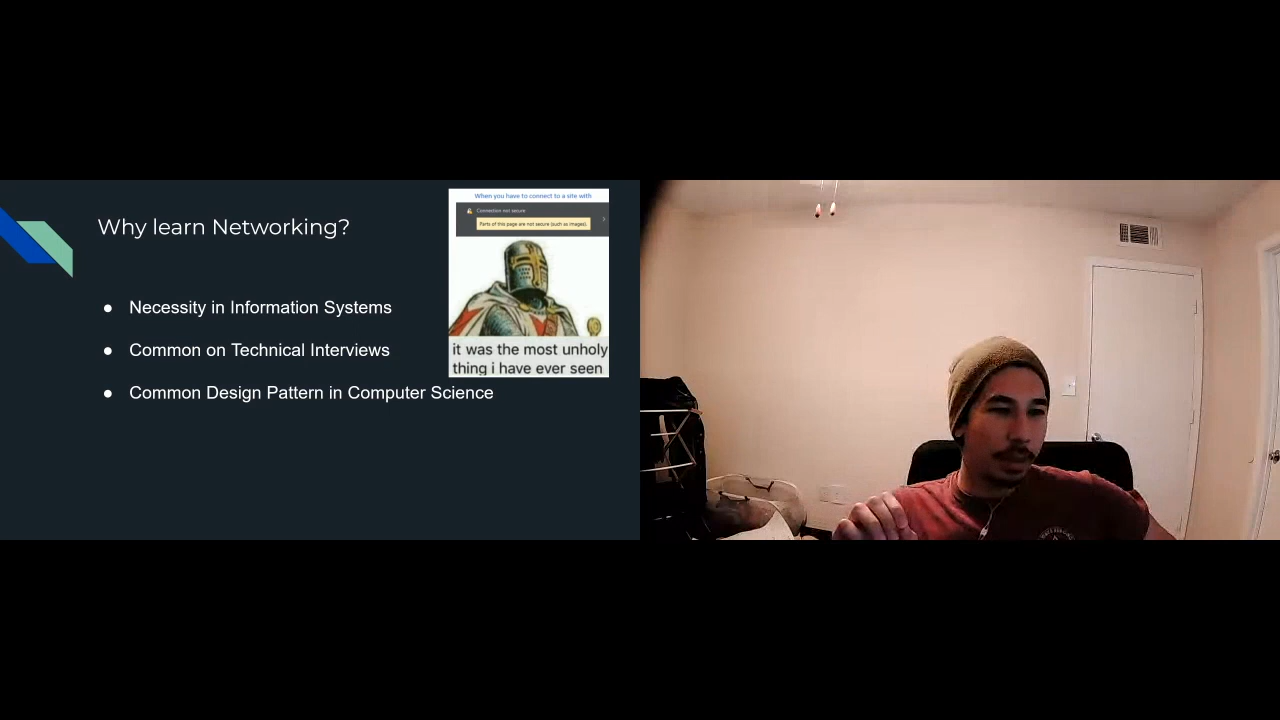 Why learn Networking?
When you have to connect to a site with
Connection not secure
Parts of this page are not secure (such as images).
it was the most unholy
thing i have ever seen
● Necessity in Information Systems
● Common on Technical Interviews
● Common Design Pattern in Computer Science